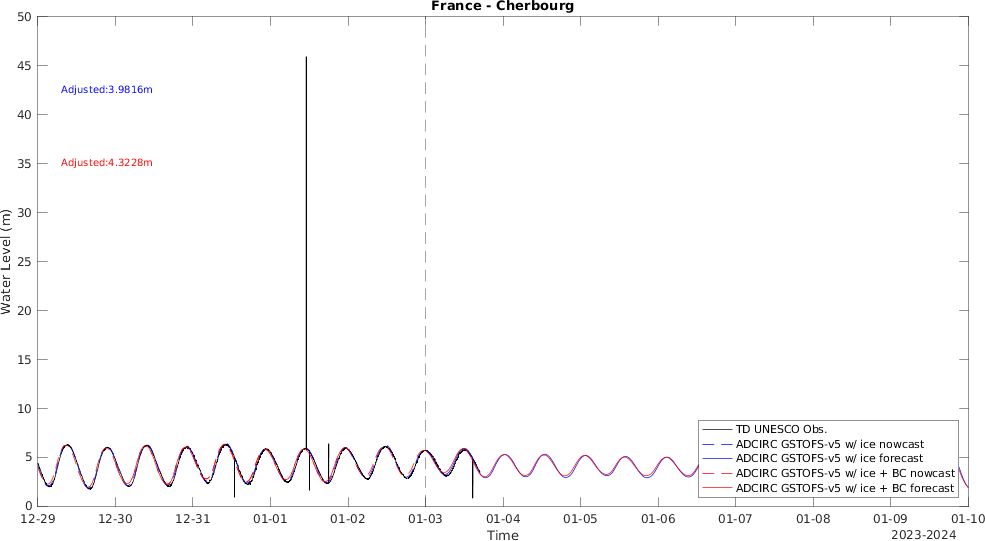 France - Cherbourg
50
45
40
35
30
25
20
15
10
5
0
Water Level (m)
Adjusted:3.9816m
Adjusted:4.3228m
TD UNESCO Obs.
ADCIRC GSTOFS-v5 w/ ice nowcast
ADCIRC GSTOFS-v5 w/ ice forecast
ADCIRC GSTOFS-v5 w/ ice + BC nowcast
ADCIRC GSTOFS-v5 w/ ice + BC forecast
12-29 12-30 12-31 01-01 01-02 01-03 01-04 01-05 01-06 01-07 01-08 01-09 01-10
Time
2023-2024